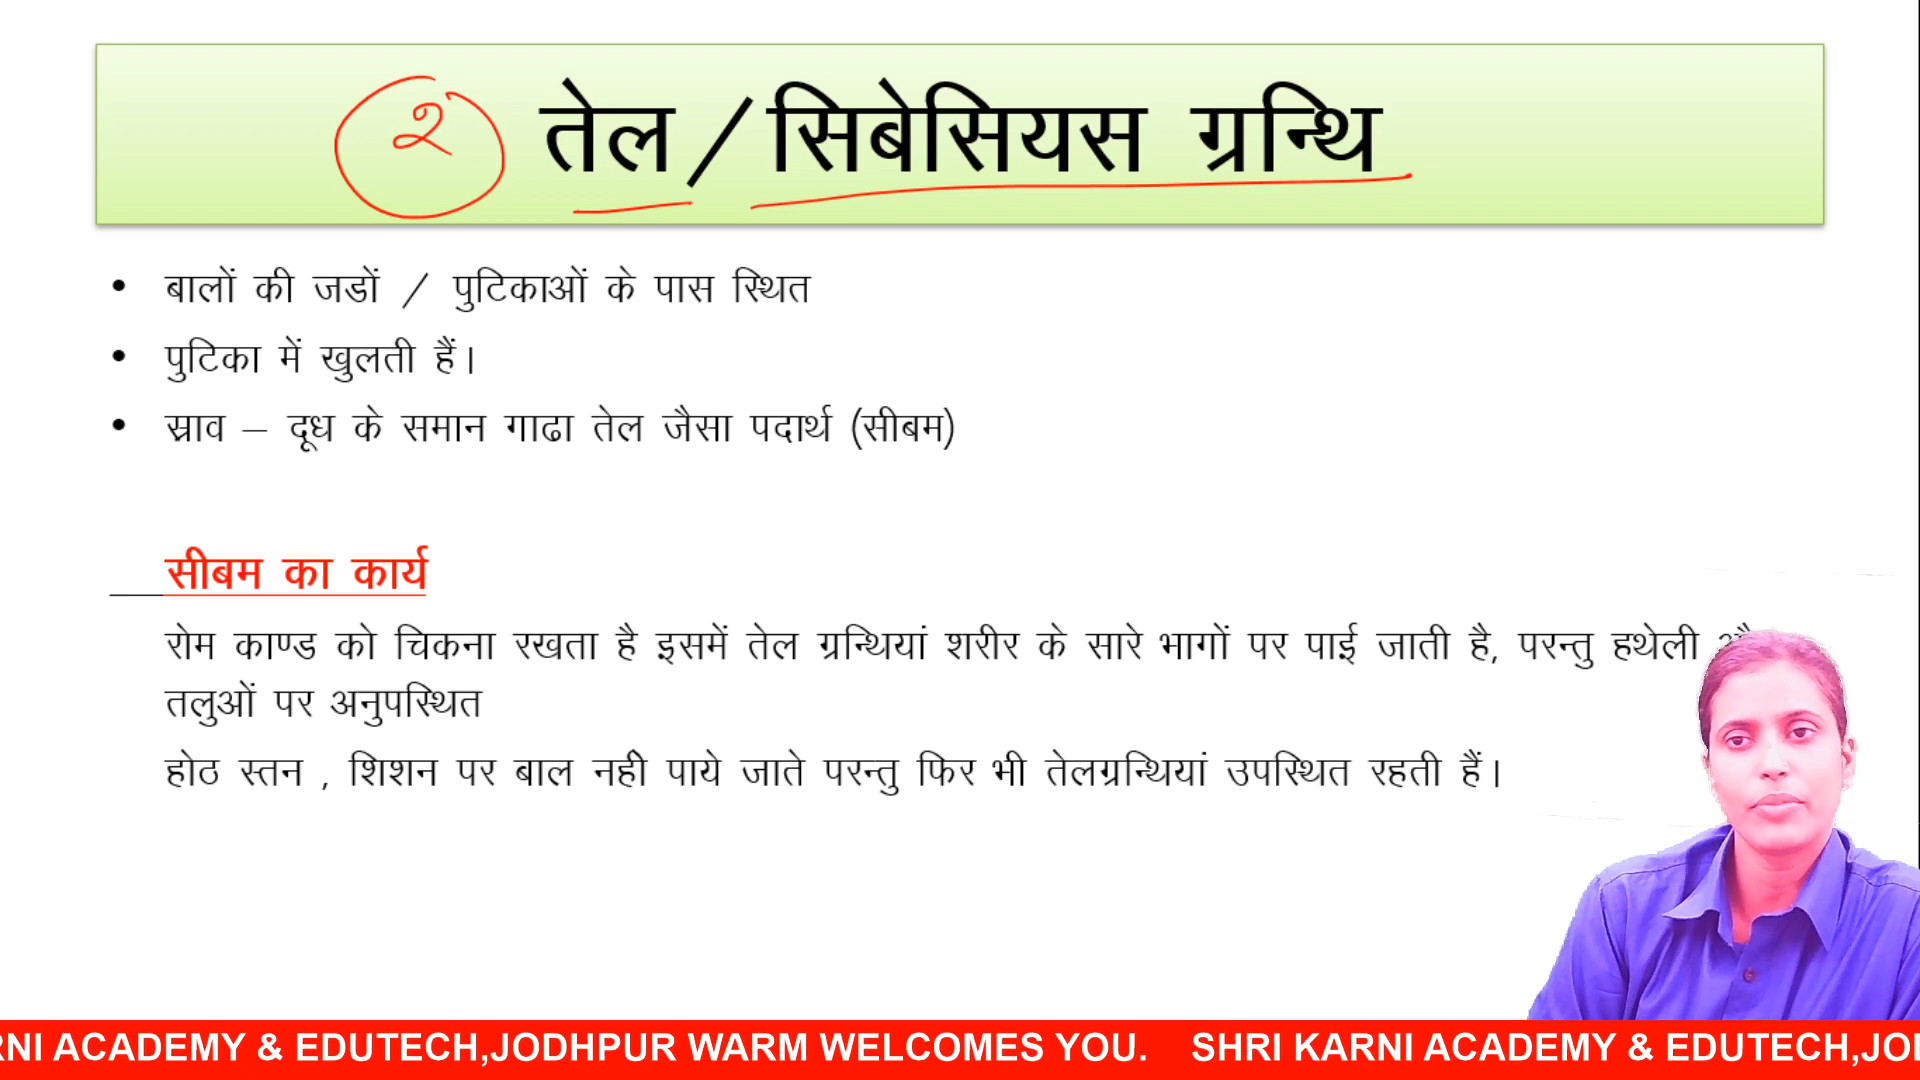 २ तेल/सिबेसियस ग्रन्थि
• बालों की जडों / पुटिकाओं के पास स्थित
• पुटिका में खुलती हैं।
• स्राव – दूध के समान गाढा तेल जैसा पदार्थ (सीबम)
सीबम का कार्य
रोम काण्ड को चिकना रखता है इसमें तेल ग्रन्थियां शरीर के सारे भागों पर पाई जाती है, परन्तु हथेली
तलुओं पर अनुपस्थित
होठ स्तन , शिशन पर बाल नही पाये जाते परन्तु फिर भी तेलग्रन्थियां उपस्थित रहती हैं।
RNI ACADEMY & EDUTECH,JODHPUR WARM WELCOMES YOU. SHRI KARNI ACADEMY & EDUTECH,JO